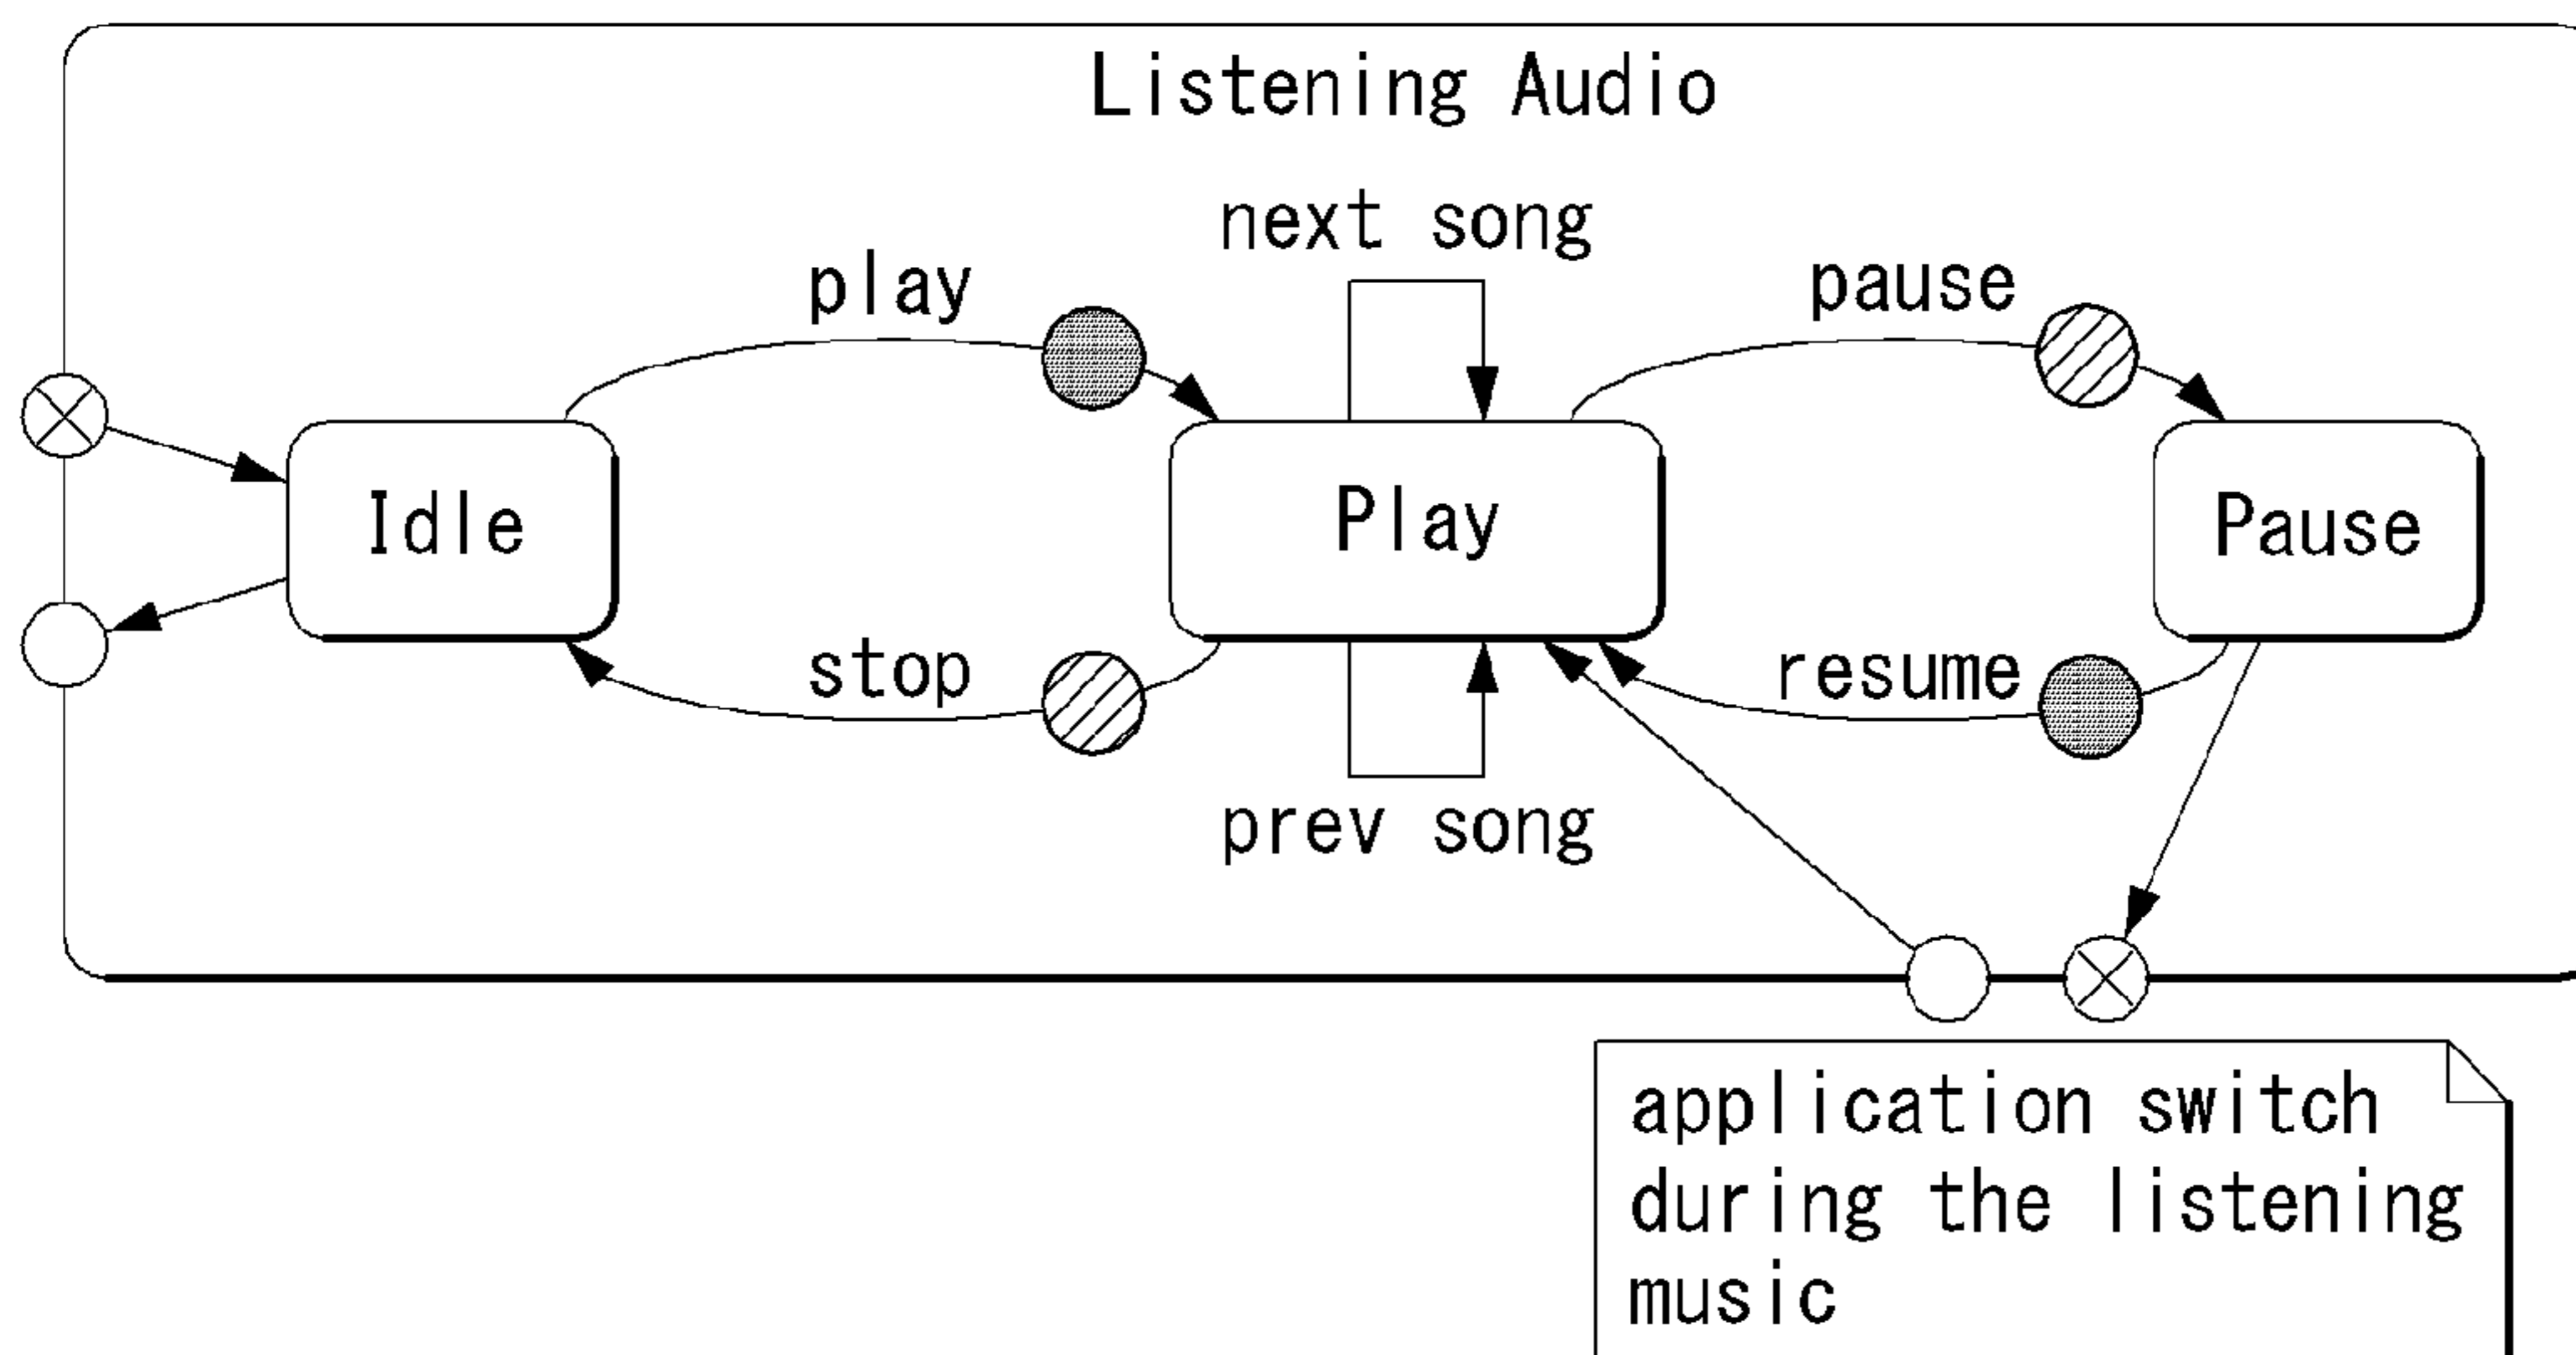 Listening Audio
next song
play
pause
Idle
Play
Pause
stop
resume
prev song
application switch
during the listening
music